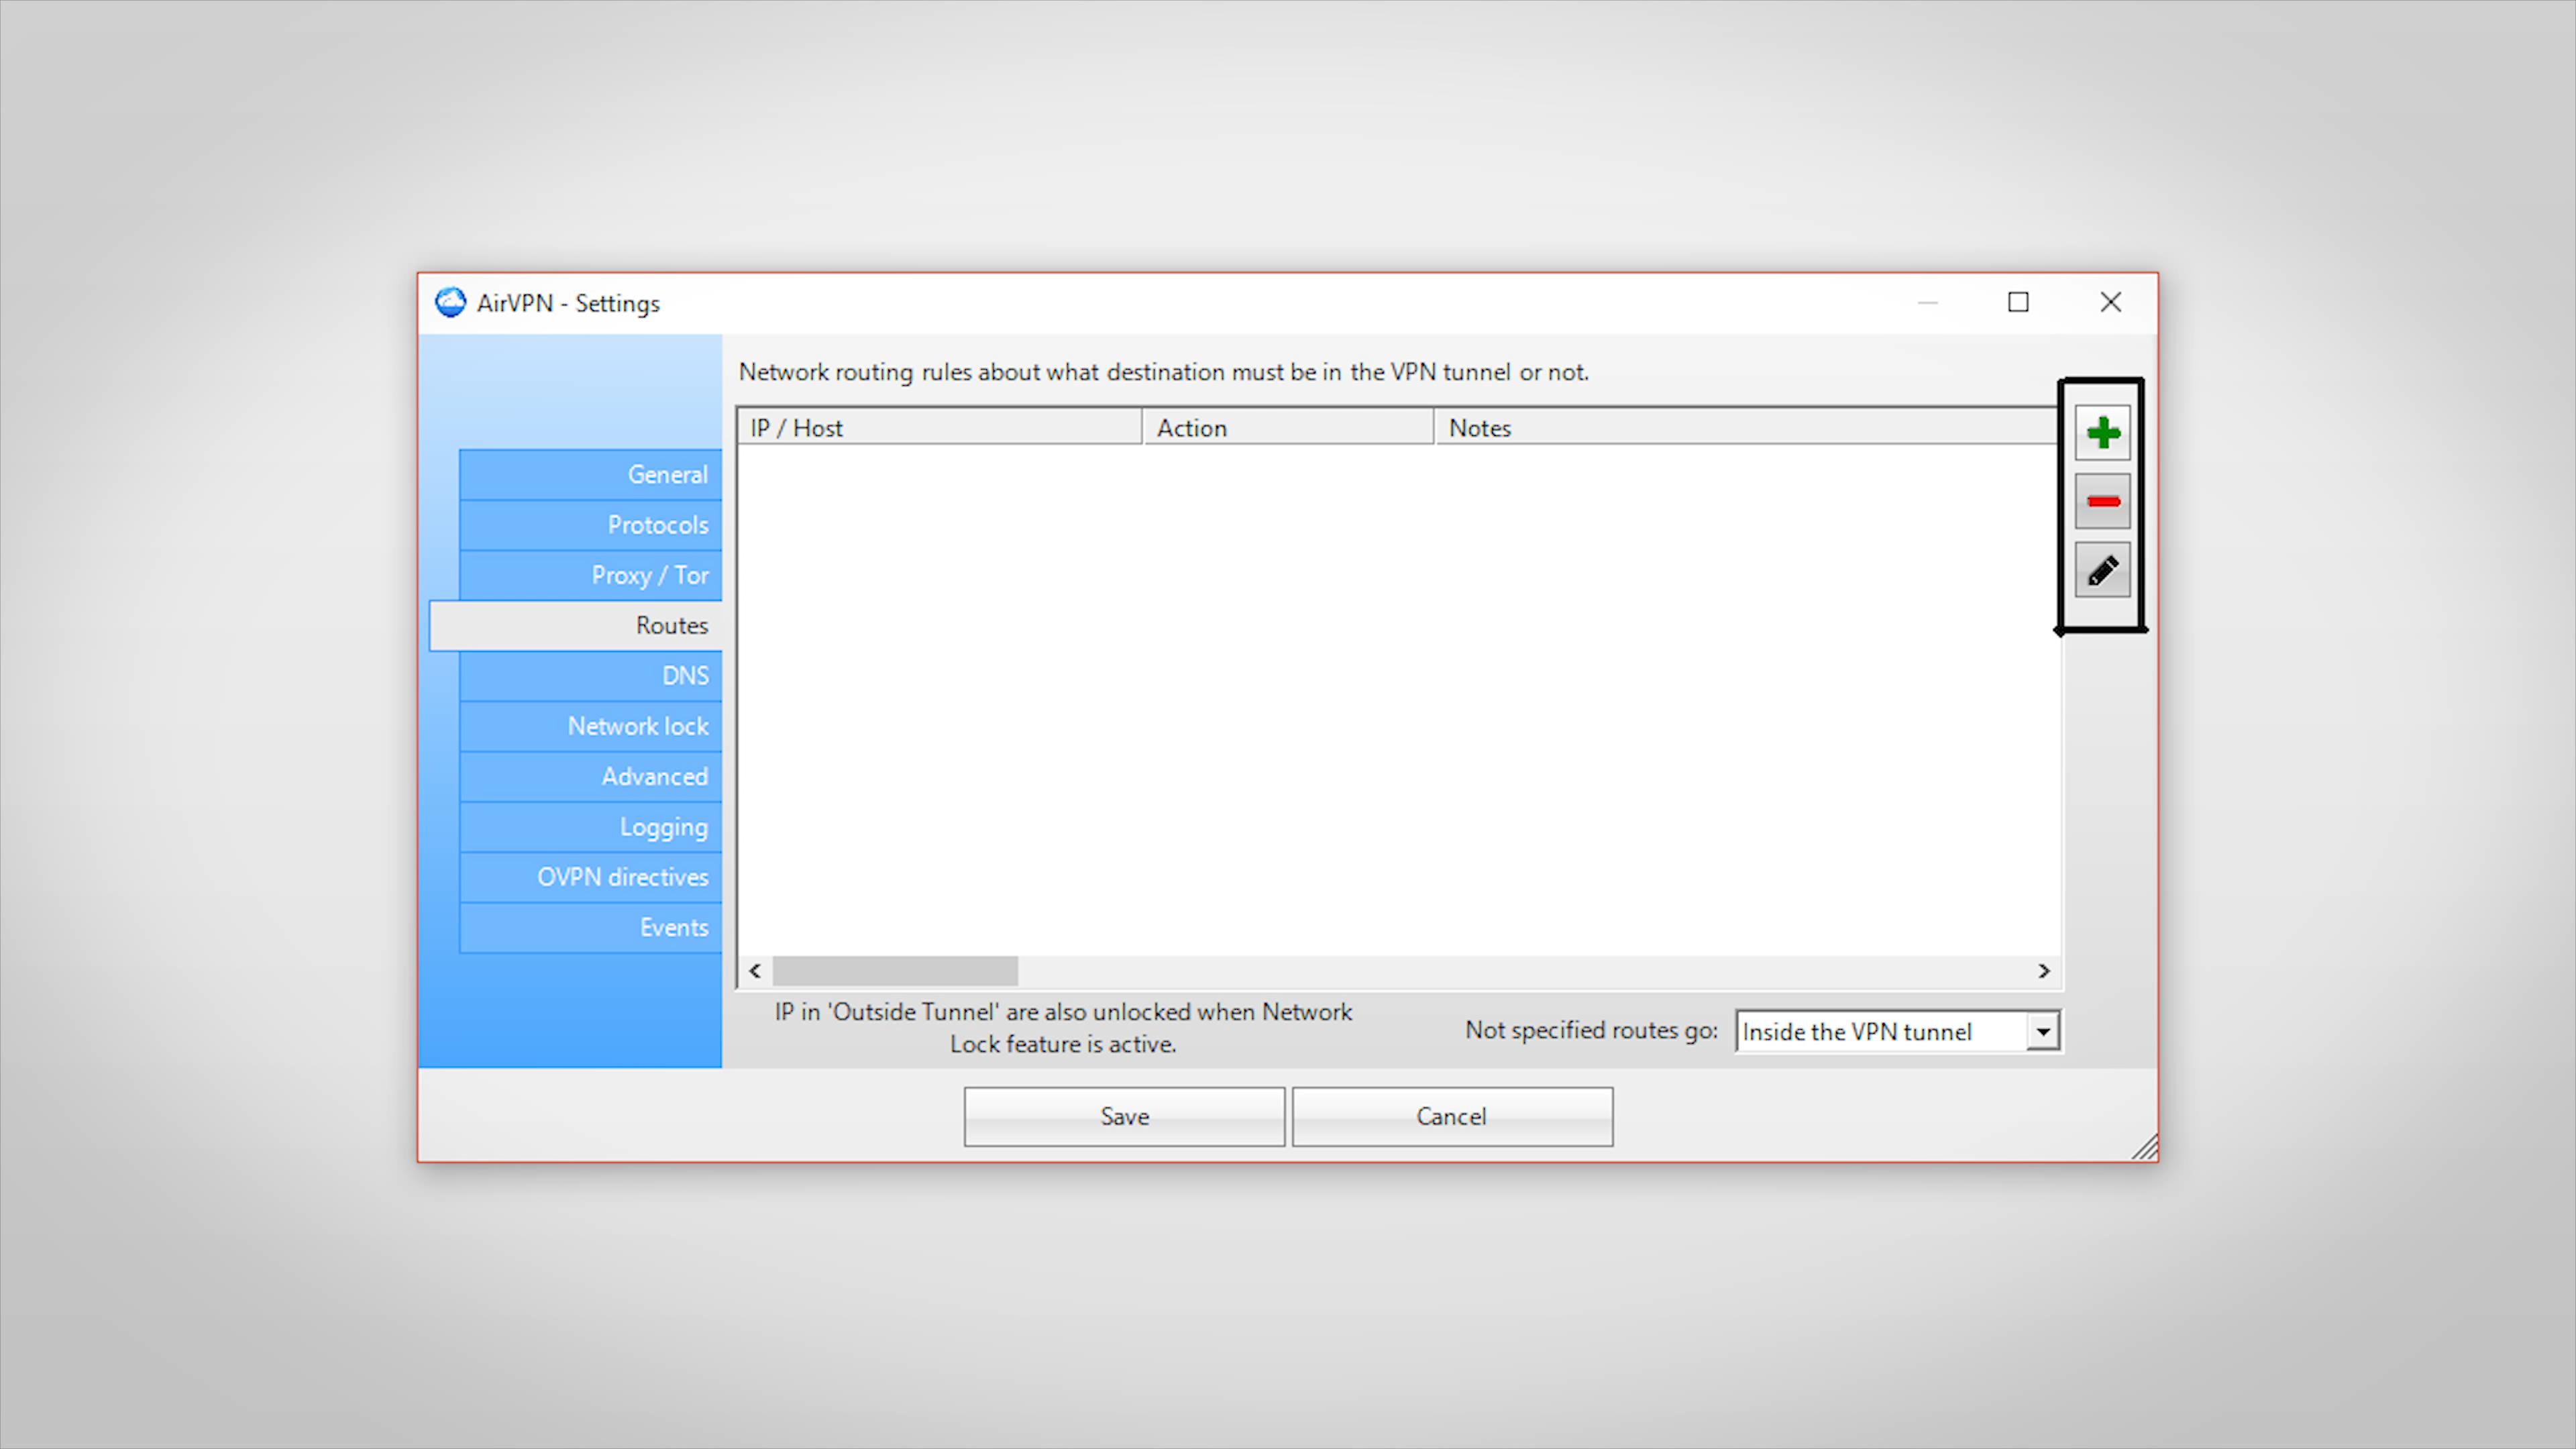 AirVPN - Settings
Network routing rules about what destination must be in the VPN tunnel or not.
IP / Host Action Notes
General
Protocols
Proxy / Tor
Routes
DNS
Network lock
Advanced
Logging
OVPN directives
Events
IP in 'Outside Tunnel' are also unlocked when Network
Lock feature is active.
Not specified routes go: Inside the VPN tunnel
Save Cancel